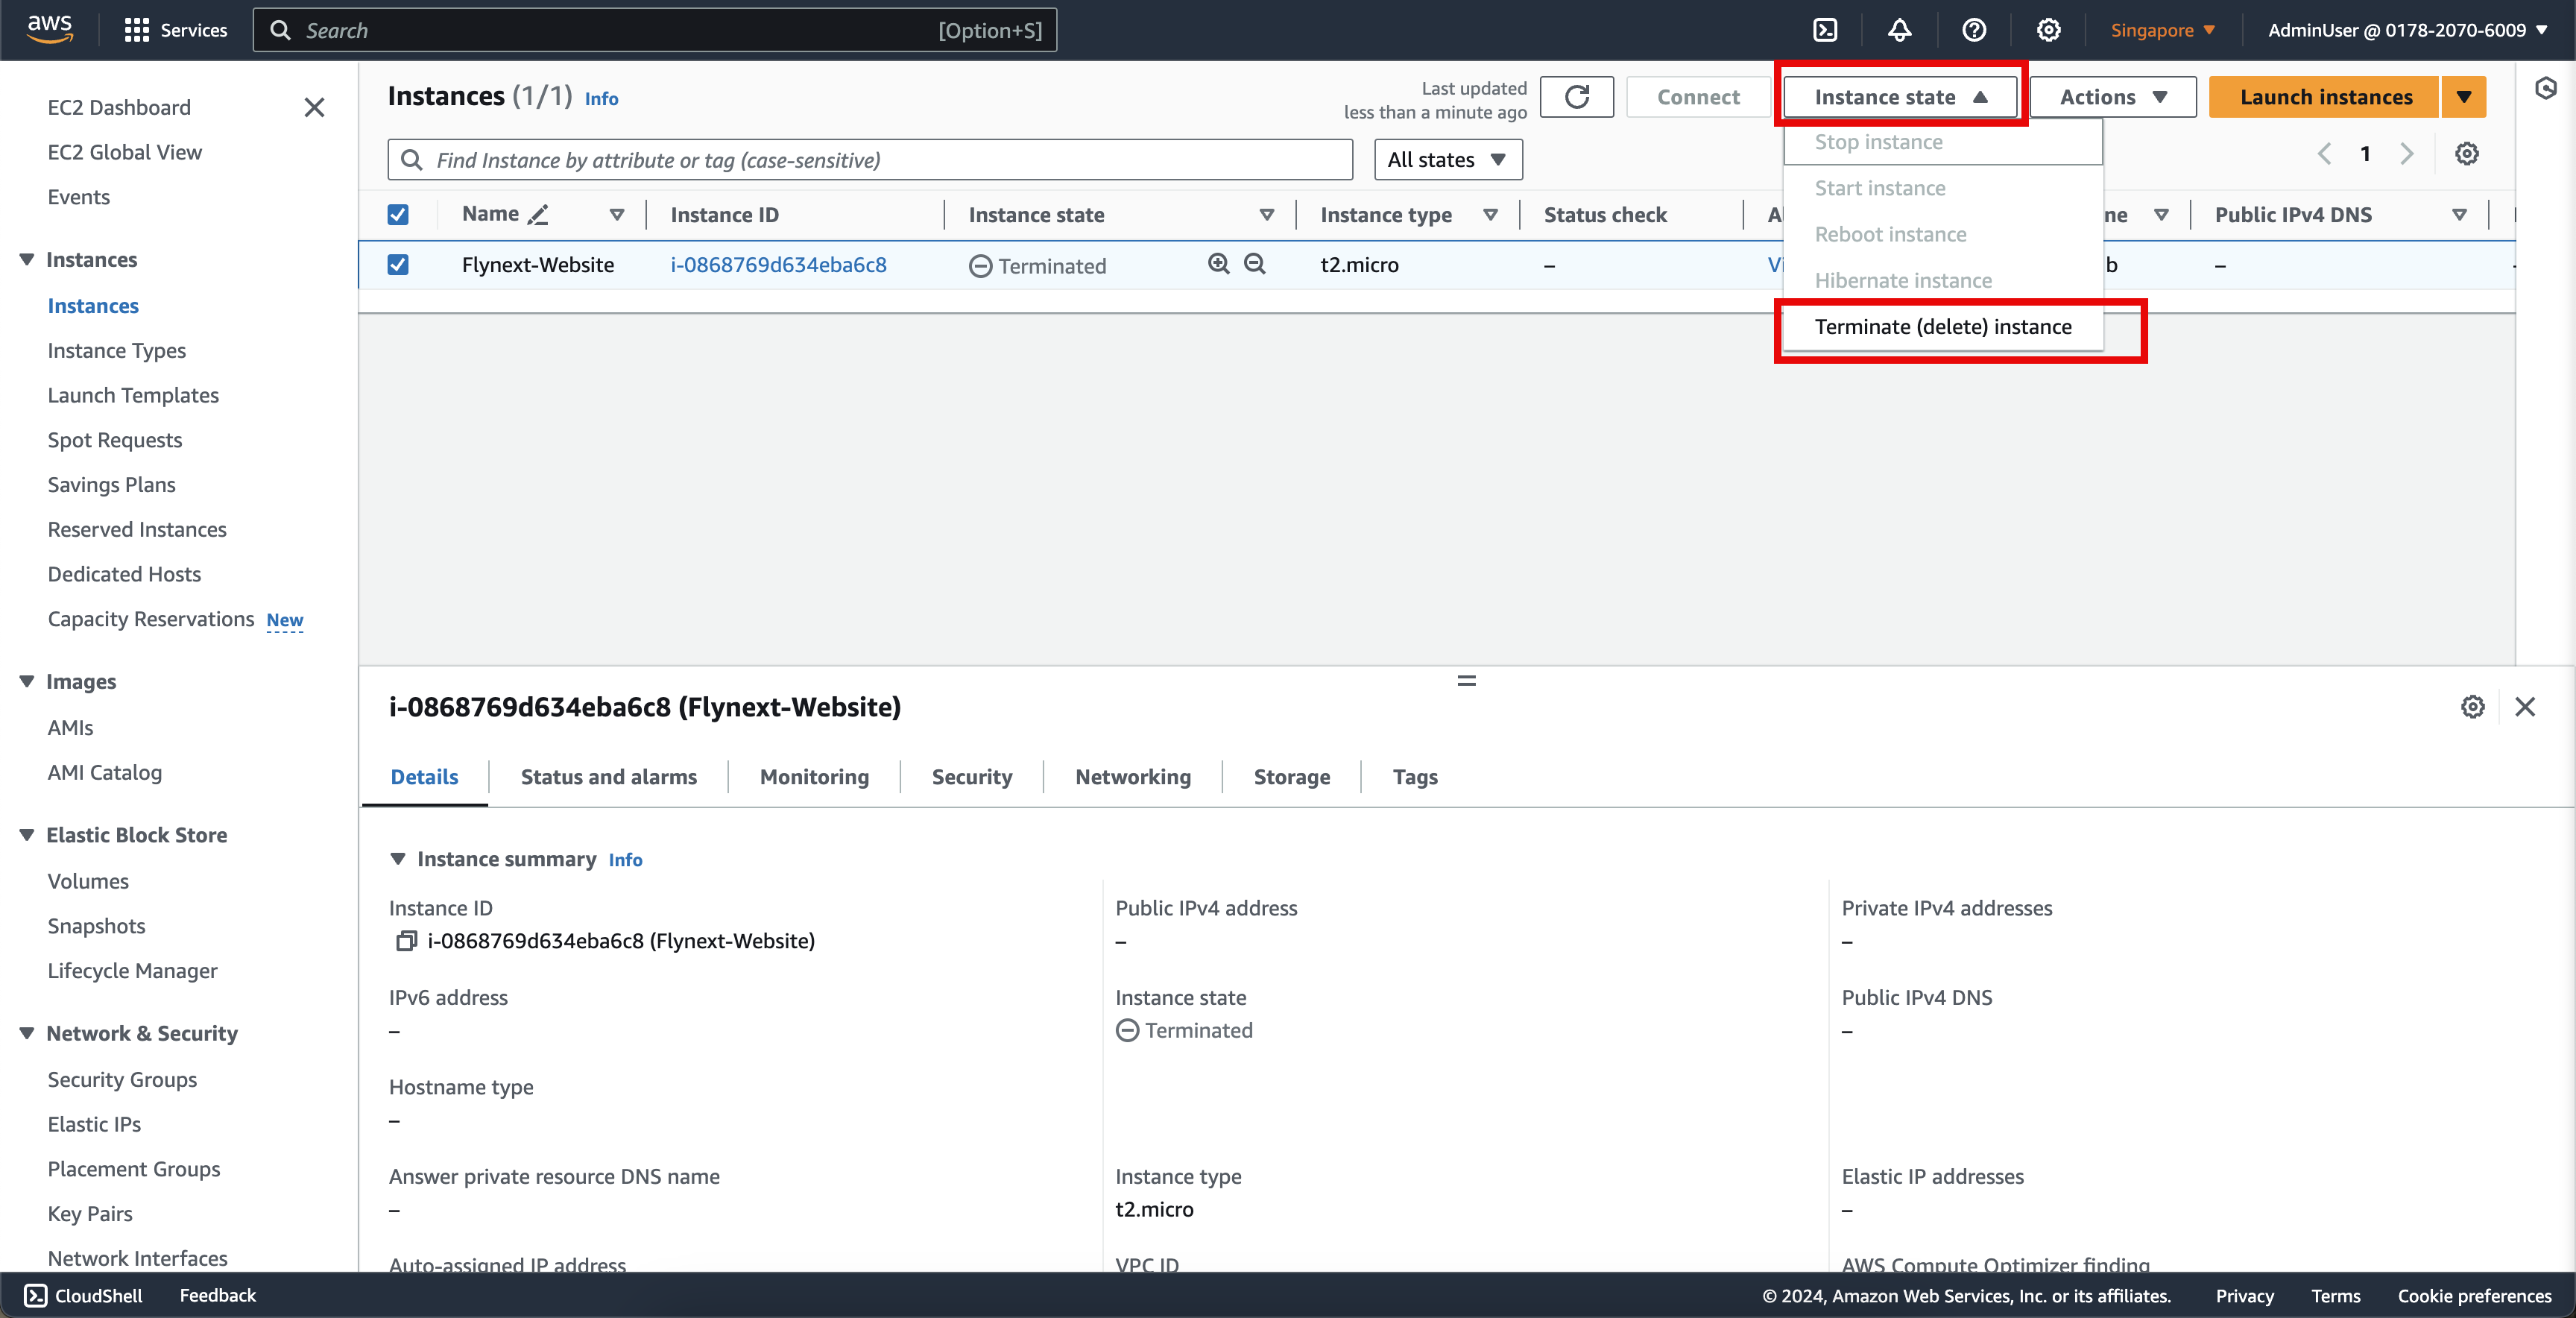 aws
Services
Search
[Option+S]
Singapore
AdminUser @ 0178-2070-6009
EC2 Dashboard
EC2 Global View
Events
Instances
Instances
Instance Types
Launch Templates
Spot Requests
Savings Plans
Reserved Instances
Dedicated Hosts
Capacity Reservations New
Images
AMIs
AMI Catalog
Elastic Block Store
Volumes
Snapshots
Lifecycle Manager
Network & Security
Security Groups
Elastic IPs
Placement Groups
Key Pairs
Network Interfaces
Instances (1/1) Info
Last updated
less than a minute ago
Connect
Instance state
Actions
Launch instances
Find Instance by attribute or tag (case-sensitive)
All states
1
Stop instance
Start instance
Reboot instance
Hibernate instance
Terminate (delete) instance
Name
Instance ID
Instance state
Instance type
Status check
Public IPv4 DNS
Flynext-Website
i-0868769d634eba6c8
Terminated
t2.micro
–
–
i-0868769d634eba6c8 (Flynext-Website)
Details
Status and alarms
Monitoring
Security
Networking
Storage
Tags
Instance summary Info
Instance ID
i-0868769d634eba6c8 (Flynext-Website)
Public IPv4 address
–
Private IPv4 addresses
–
IPv6 address
–
Instance state
Terminated
Public IPv4 DNS
–
Hostname type
–
Answer private resource DNS name
–
Instance type
t2.micro
Elastic IP addresses
–
Auto-assigned IP address
VPC ID
AWS Compute Optimizer finding
CloudShell
Feedback
© 2024, Amazon Web Services, Inc. or its affiliates.
Privacy
Terms
Cookie preferences